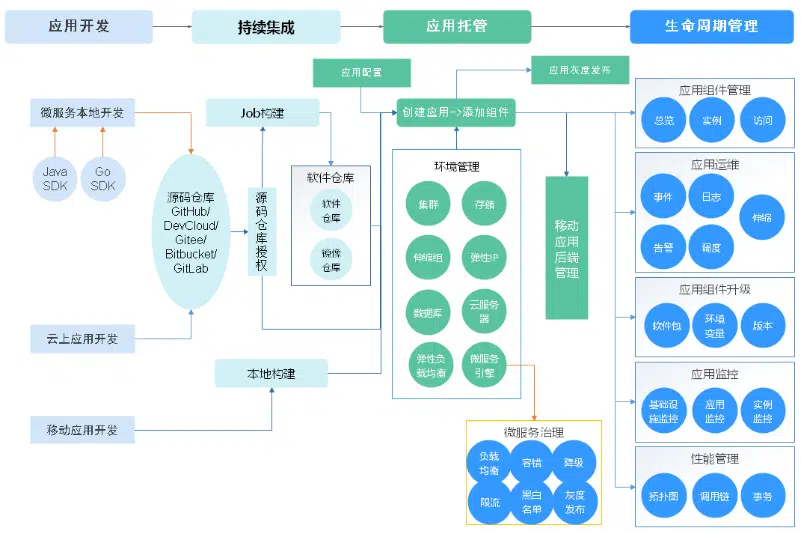 应用开发
持续集成
应用托管
生命周期管理
微服务本地开发
Java
SDK
Go
SDK
源码仓库
GitHub/
DevCloud/
Gitee/
Bitbucket/
GitLab
云上应用开发
移动应用开发
Job构建
源码仓库授权
软件仓库
软件
仓库
镜像
仓库
本地构建
应用配置
应用灰度发布
创建应用->添加组件
环境管理
集群
存储
伸缩组
弹性IP
数据库
云服务
器
弹性负
载均衡
微服务
引擎
移动
应用
后端
管理
微服务治理
负载
均衡
容错
降级
限流
黑白
名单
灰度
发布
应用组件管理
总览
实例
访问
应用运维
事件
日志
伸缩
告警
调度
应用组件升级
软件包
环境
变量
版本
应用监控
基础设
施监控
应用
监控
实例
监控
性能管理
拓扑图
调用链
事务